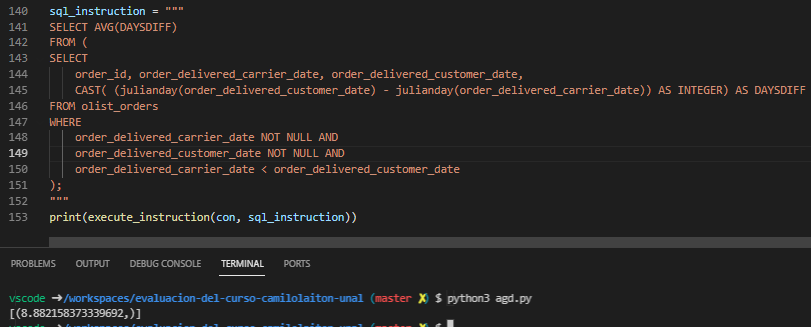 140 sql_instruction = """
141 SELECT AVG(DAYSDIFF)
142 FROM (
143 SELECT
144     order_id, order_delivered_carrier_date, order_delivered_customer_date,
145     CAST( (julianday(order_delivered_customer_date) - julianday(order_delivered_carrier_date)) AS INTEGER) AS DAYSDIFF
146 FROM olist_orders
147 WHERE
148     order_delivered_carrier_date NOT NULL AND
149     order_delivered_customer_date NOT NULL AND
150     order_delivered_carrier_date < order_delivered_customer_date
151 );
152 """
153 print(execute_instruction(con, sql_instruction))
PROBLEMS OUTPUT DEBUG CONSOLE TERMINAL PORTS
vscode ➜/workspaces/evaluacion-del-curso-camilolaiton-unal (master ✗) $ python3 agd.py
[(8.882158373339692,)]
vscode ➜/workspaces/evaluacion-del-curso-camilolaiton-unal (master ✗) $